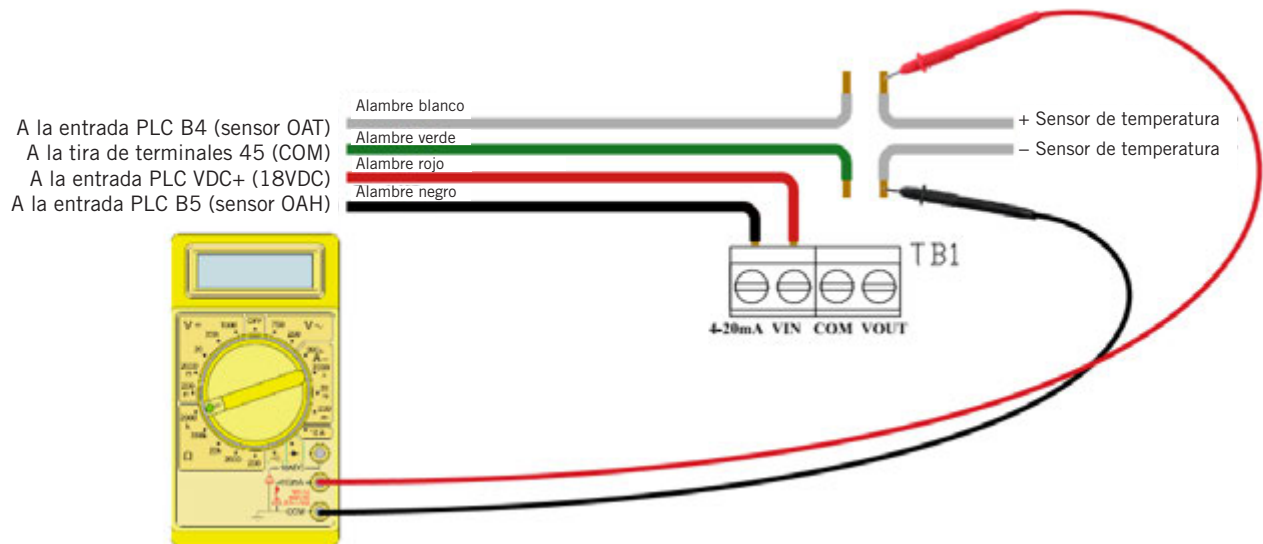 Alambre blanco
A la entrada PLC B4 (sensor OAT)
+ Sensor de temperatura
Alambre verde
A la tira de terminales 45 (COM)
– Sensor de temperatura
Alambre rojo
A la entrada PLC VDC+ (18VDC)
Alambre negro
A la entrada PLC B5 (sensor OAH)
TB1
4-20mA VIN COM VOUT
OFF
COM